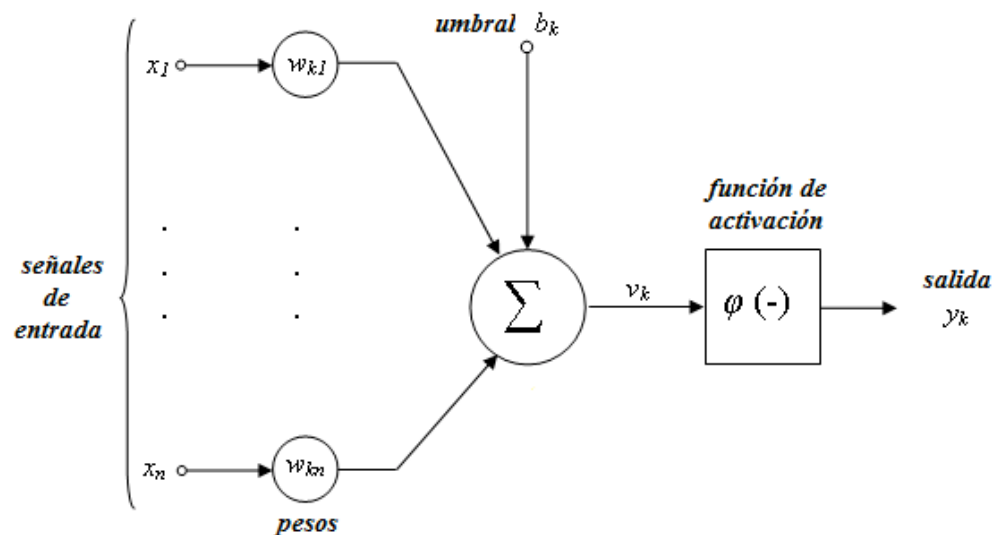 umbral b_k
x_1
w_k1
función de
activación
señales
de
entrada
∑
v_k
φ (-)
salida
y_k
x_n
w_kn
pesos